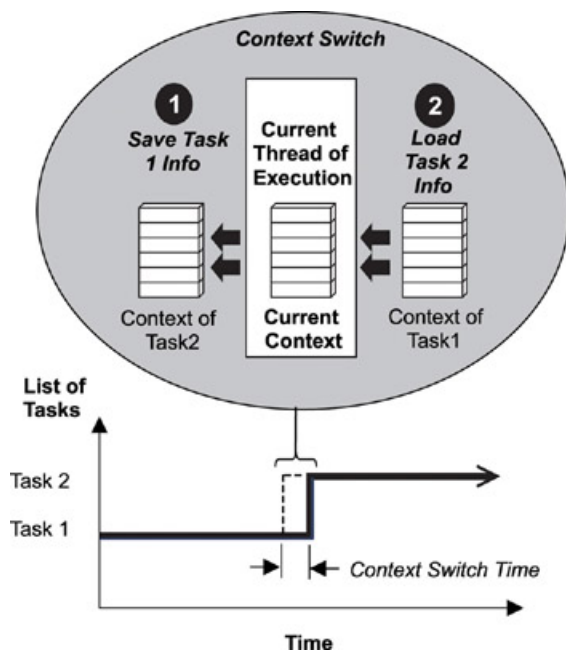 Context Switch
1
Save Task
1 Info
Current
Thread of
Execution
2
Load
Task 2
Info
Context of
Task2
Current
Context
Context of
Task1
List of
Tasks
Task 2
Task 1
Context Switch Time
Time